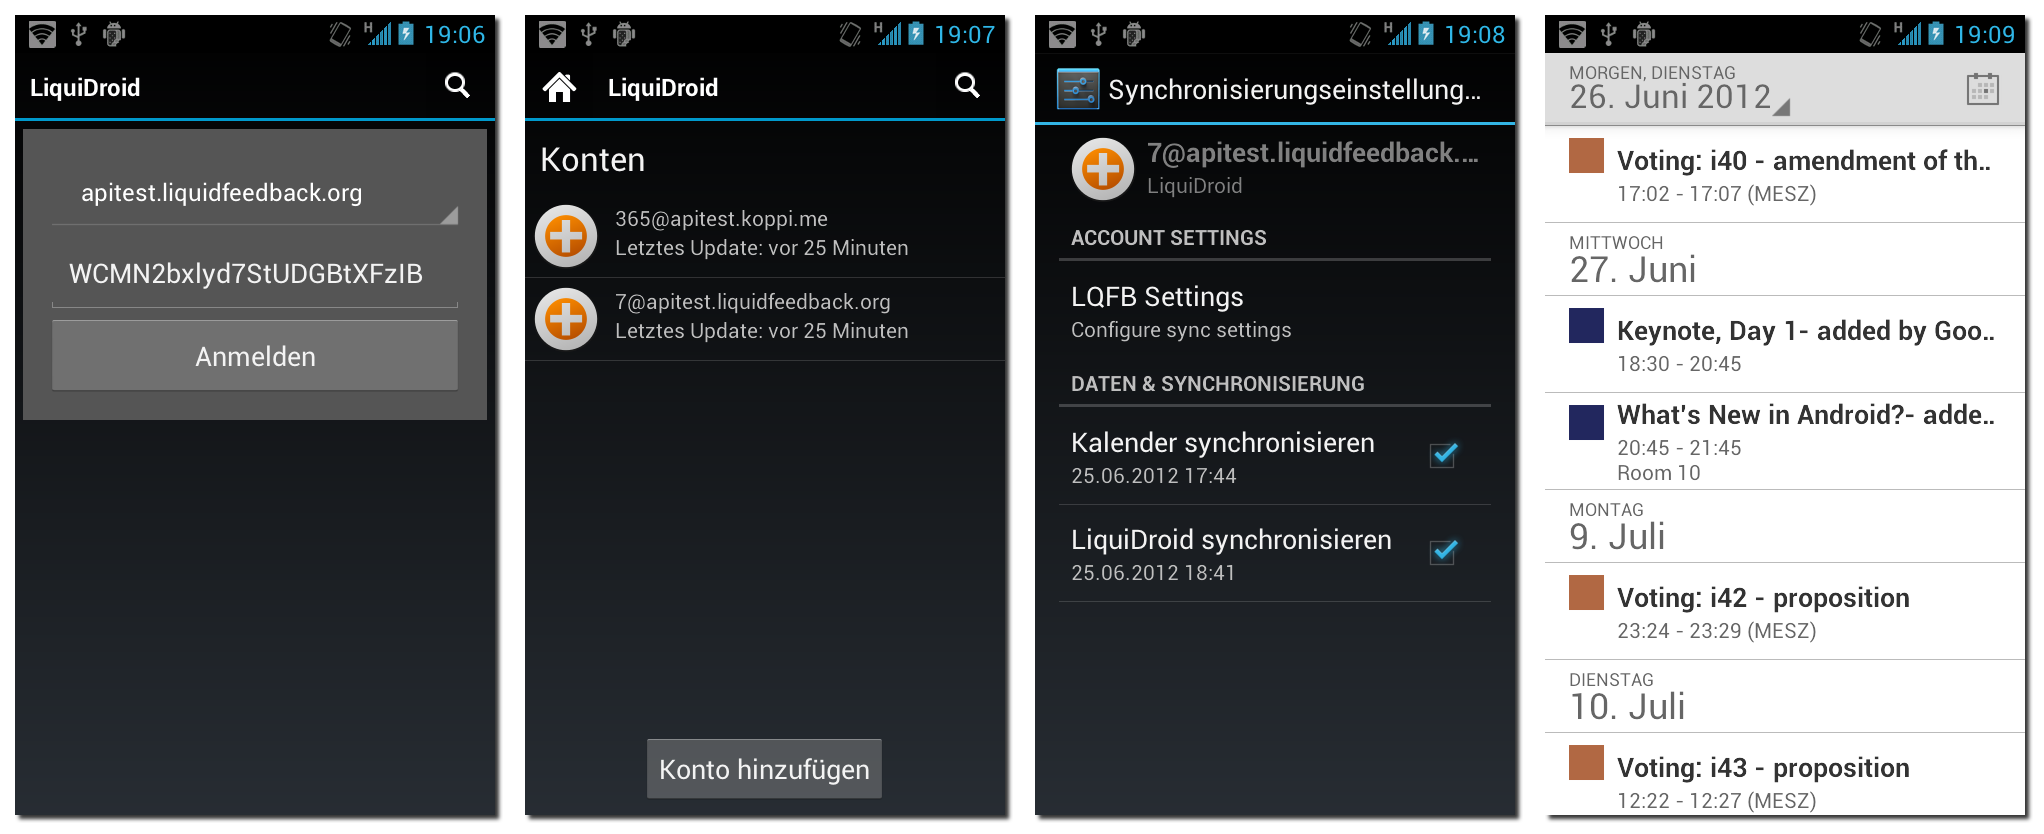 19:06
LiquiDroid
apitest.liquidfeedback.org
WCMN2bxlyd7StUDGBtXFzIB
Anmelden
H 19:07
LiquiDroid
Konten
365@apitest.koppi.me
Letztes Update: vor 25 Minuten
7@apitest.liquidfeedback.org
Letztes Update: vor 25 Minuten
Konto hinzufügen
H 19:08
Synchronisierungseinstellung...
7@apitest.liquidfeedback....
LiquiDroid
ACCOUNT SETTINGS
LQFB Settings
Configure sync settings
DATEN & SYNCHRONISIERUNG
Kalender synchronisieren
25.06.2012 17:44
LiquiDroid synchronisieren
25.06.2012 18:41
H 19:09
MORGEN, DIENSTAG
26. Juni 2012
Voting: i40 - amendment of th..
17:02 - 17:07 (MESZ)
MITTWOCH
27. Juni
Keynote, Day 1- added by Goo..
18:30 - 20:45
What's New in Android?- adde..
20:45 - 21:45
Room 10
MONTAG
9. Juli
Voting: i42 - proposition
23:24 - 23:29 (MESZ)
DIENSTAG
10. Juli
Voting: i43 - proposition
12:22 - 12:27 (MESZ)